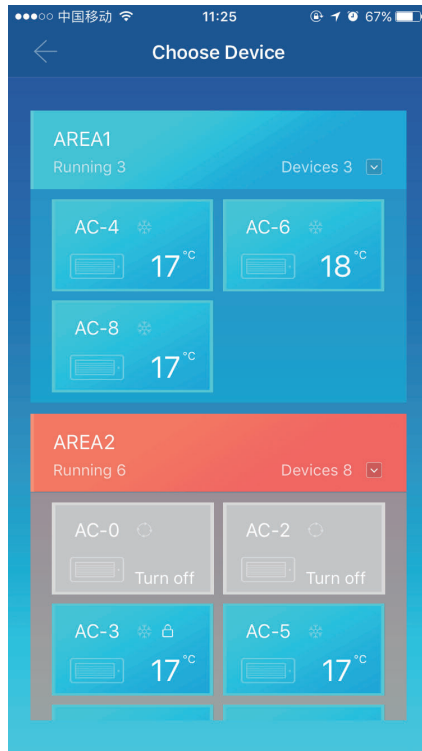 中国移动 11:25 67%
Choose Device
AREA1
Running 3 Devices 3
AC-4 AC-6
17°C 18°C
AC-8
17°C
AREA2
Running 6 Devices 8
AC-0 AC-2
Turn off Turn off
AC-3 AC-5
17°C 17°C